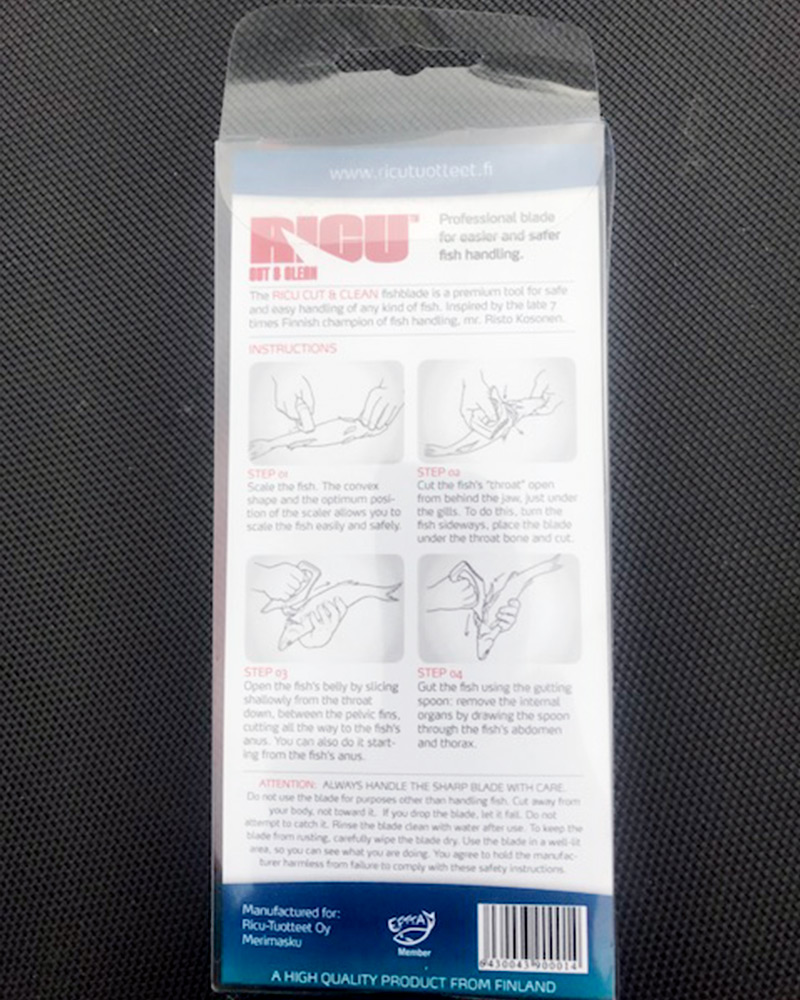 www.ricutuotteet.fi
RICU™
CUT & CLEAN
Professional blade
for easier and safer
fish handling.
The RICU CUT & CLEAN fishblade is a premium tool for safe
and easy handling of any kind of fish. Inspired by the late 7
times Finnish champion of fish handling, mr. Risto Kosonen.
INSTRUCTIONS
STEP 01
Scale the fish. The convex
shape and the optimum posi-
tion of the scaler allows you to
scale the fish easily and safely.
STEP 02
Cut the fish's "throat" open
from behind the jaw, just under
the gills. To do this, turn the
fish sideways, place the blade
under the throat bone and cut.
STEP 03
Open the fish's belly by slicing
shallowly from the throat
down, between the pelvic fins,
cutting all the way to the fish's
anus. You can also do it start-
ing from the fish's anus.
STEP 04
Gut the fish using the gutting
spoon: remove the internal
organs by drawing the spoon
through the fish's abdomen
and thorax.
ATTENTION: ALWAYS HANDLE THE SHARP BLADE WITH CARE.
Do not use the blade for purposes other than handling fish. Cut away from
your body, not toward it. If you drop the blade, let it fall. Do not
attempt to catch it. Rinse the blade clean with water after use. To keep the
blade from rusting, carefully wipe the blade dry. Use the blade in a well-lit
area, so you can see what you are doing. You agree to hold the manufac-
turer harmless from failure to comply with these safety instructions.
Manufactured for:
Ricu-Tuotteet Oy
Merimasku
Member
6 430043 900014
A HIGH QUALITY PRODUCT FROM FINLAND